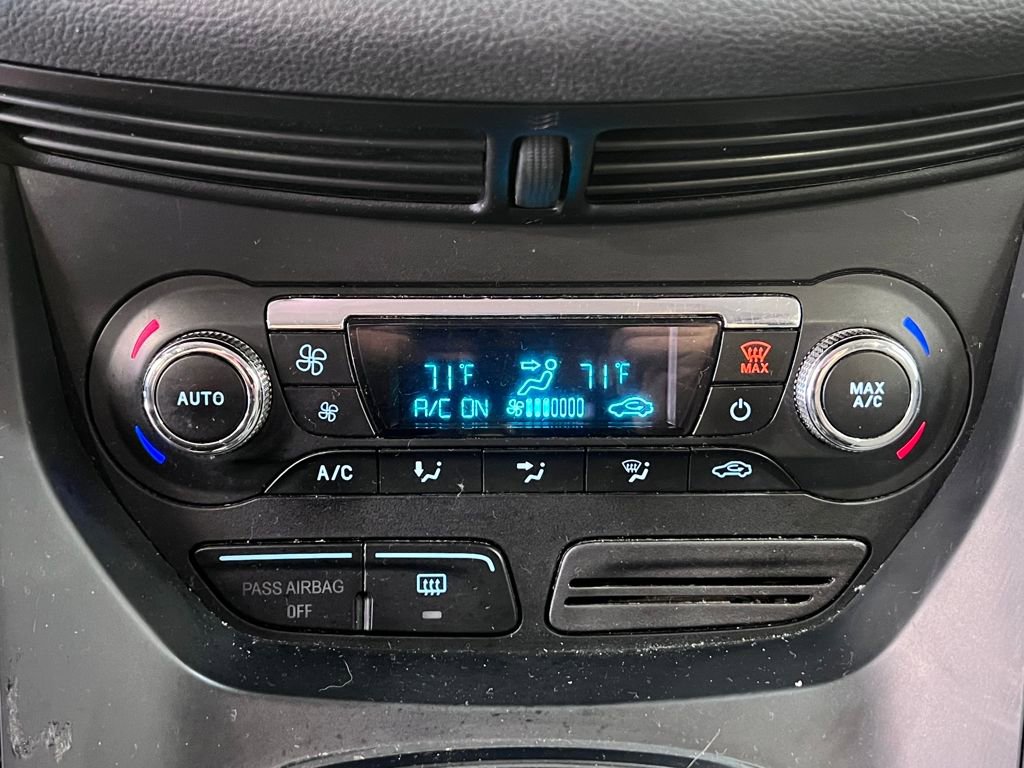 AUTO
71°F 71°F
A/C ON
MAX
MAX
A/C
A/C
PASS AIRBAG
OFF